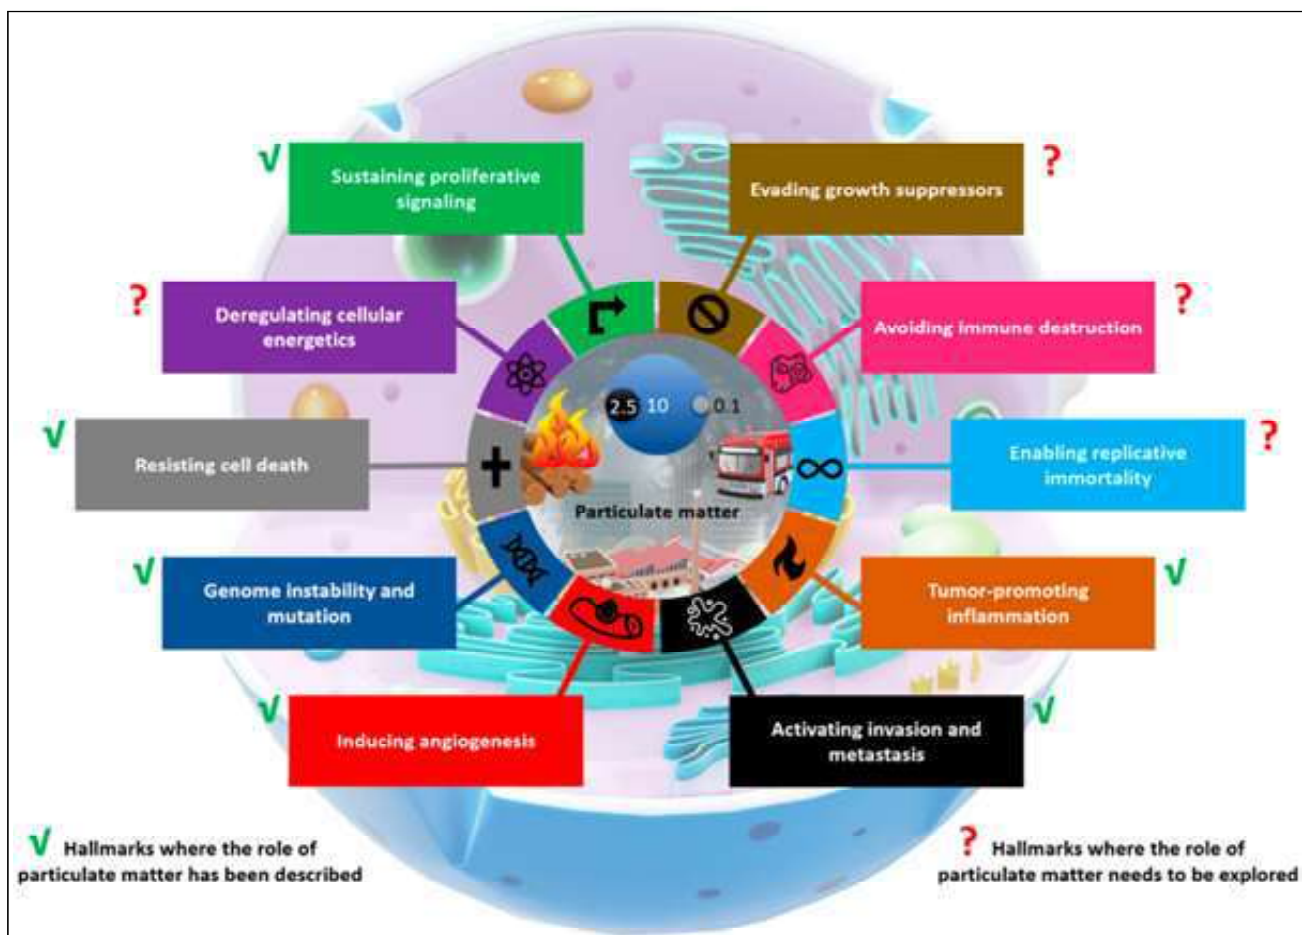 √
Sustaining proliferative
signaling
Evading growth suppressors
?
?
Deregulating cellular
energetics
Avoiding immune destruction
?
2.5 10 0.1
√
Resisting cell death
Enabling replicative
immortality
?
Particulate matter
√
Genome instability and
mutation
Tumor-promoting
inflammation
√
√
Inducing angiogenesis
Activating invasion and
metastasis
√
√ Hallmarks where the role of
particulate matter has been described
? Hallmarks where the role of
particulate matter needs to be explored